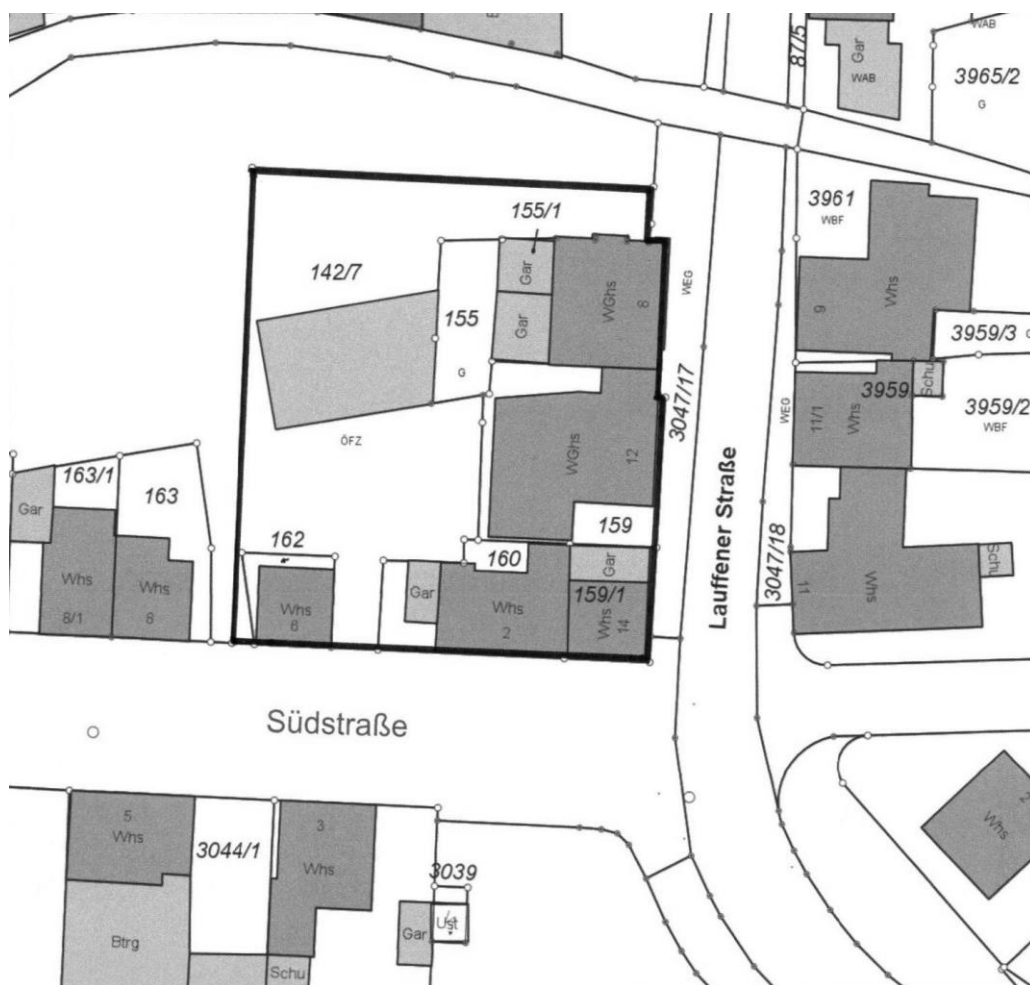 87/5
Gar
WAB
WAB
3965/2
G
155/1
3961
WBF
142/7
Gar
WGhs
8
WEG
Whs
9
155
Gar
G
3959/3
3047/17
Schu
3959
ÖFZ
WGhs
12
11/1
Whs
WEG
3959/2
WBF
163/1
163
Gar
159
Lauffener Straße
162
160
Gar
3047/18
Schu
Whs
8/1
Whs
8
Whs
6
Gar
Whs
2
159/1
Whs
14
11
Whs
Südstraße
5
Whs
3044/1
3
Whs
Whs
3039
Btrg
Gar
Ust
Schu